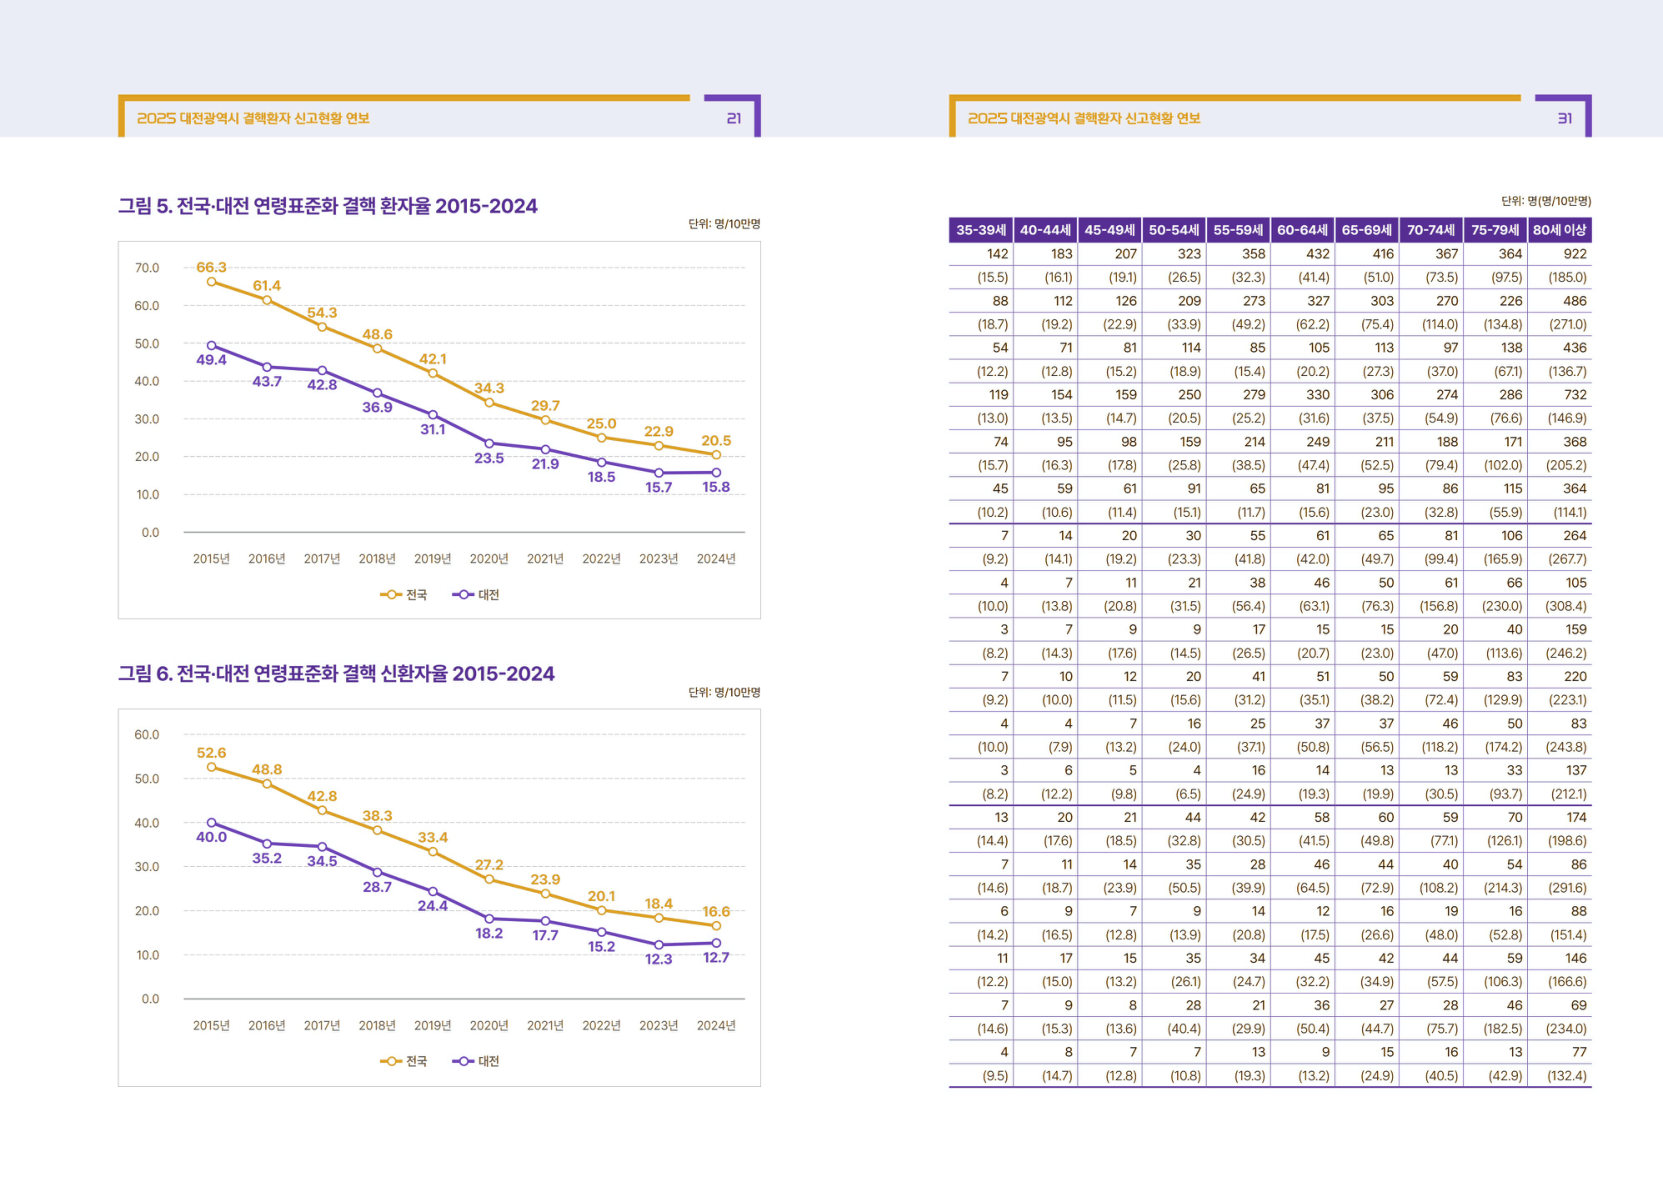 2025 대전광역시 결핵환자 신고현황 연보 21
그림 5. 전국·대전 연령표준화 결핵 환자율 2015-2024
단위: 명/10만명
70.0
60.0
50.0
40.0
30.0
20.0
10.0
0.0
66.3 61.4 54.3 48.6 42.1 34.3 29.7 25.0 22.9 20.5
49.4 43.7 42.8 36.9 31.1 23.5 21.9 18.5 15.7 15.8
2015년 2016년 2017년 2018년 2019년 2020년 2021년 2022년 2023년 2024년
전국 대전
그림 6. 전국·대전 연령표준화 결핵 신환자율 2015-2024
단위: 명/10만명
60.0
50.0
40.0
30.0
20.0
10.0
0.0
52.6 48.8 42.8 38.3 33.4 27.2 23.9 20.1 18.4 16.6
40.0 35.2 34.5 28.7 24.4 18.2 17.7 15.2 12.3 12.7
2015년 2016년 2017년 2018년 2019년 2020년 2021년 2022년 2023년 2024년
전국 대전
2025 대전광역시 결핵환자 신고현황 연보 31
단위: 명(명/10만명)
35-39세 40-44세 45-49세 50-54세 55-59세 60-64세 65-69세 70-74세 75-79세 80세 이상
142 183 207 323 358 432 416 367 364 922
(15.5) (16.1) (19.1) (26.5) (32.3) (41.4) (51.0) (73.5) (97.5) (185.0)
88 112 126 209 273 327 303 270 226 486
(18.7) (19.2) (22.9) (33.9) (49.2) (62.2) (75.4) (114.0) (134.8) (271.0)
54 71 81 114 85 105 113 97 138 436
(12.2) (12.8) (15.2) (18.9) (15.4) (20.2) (27.3) (37.0) (67.1) (136.7)
119 154 159 250 279 330 306 274 286 732
(13.0) (13.5) (14.7) (20.5) (25.2) (31.6) (37.5) (54.9) (76.6) (146.9)
74 95 98 159 214 249 211 188 171 368
(15.7) (16.3) (17.8) (25.8) (38.5) (47.4) (52.5) (79.4) (102.0) (205.2)
45 59 61 91 65 81 95 86 115 364
(10.2) (10.6) (11.4) (15.1) (11.7) (15.6) (23.0) (32.8) (55.9) (114.1)
7 14 20 30 55 61 65 81 106 264
(9.2) (14.1) (19.2) (23.3) (41.8) (42.0) (49.7) (99.4) (165.9) (267.7)
4 7 11 21 38 46 50 61 66 105
(10.0) (13.8) (20.8) (31.5) (56.4) (63.1) (76.3) (156.8) (230.0) (308.4)
3 7 9 9 17 15 15 20 40 159
(8.2) (14.3) (17.6) (14.5) (26.5) (20.7) (23.0) (47.0) (113.6) (246.2)
7 10 12 20 41 51 50 59 83 220
(9.2) (10.0) (11.5) (15.6) (31.2) (35.1) (38.2) (72.4) (129.9) (223.1)
4 4 7 16 25 37 37 46 50 83
(10.0) (7.9) (13.2) (24.0) (37.1) (50.8) (56.5) (118.2) (174.2) (243.8)
3 6 5 4 16 14 13 13 33 137
(8.2) (12.2) (9.8) (6.5) (24.9) (19.3) (19.9) (30.5) (93.7) (212.1)
13 20 21 44 42 58 60 59 70 174
(14.4) (17.6) (18.5) (32.8) (30.5) (41.5) (49.8) (77.1) (126.1) (198.6)
7 11 14 35 28 46 44 40 54 86
(14.6) (18.7) (23.9) (50.5) (39.9) (64.5) (72.9) (108.2) (214.3) (291.6)
6 9 7 9 14 12 16 19 16 88
(14.2) (16.5) (12.8) (13.9) (20.8) (17.5) (26.6) (48.0) (52.8) (151.4)
11 17 15 35 34 45 42 44 59 146
(12.2) (15.0) (13.2) (26.1) (24.7) (32.2) (34.9) (57.5) (106.3) (166.6)
7 9 8 28 21 36 27 28 46 69
(14.6) (15.3) (13.6) (40.4) (29.9) (50.4) (44.7) (75.7) (182.5) (234.0)
4 8 7 7 13 9 15 16 13 77
(9.5) (14.7) (12.8) (10.8) (19.3) (13.2) (24.9) (40.5) (42.9) (132.4)